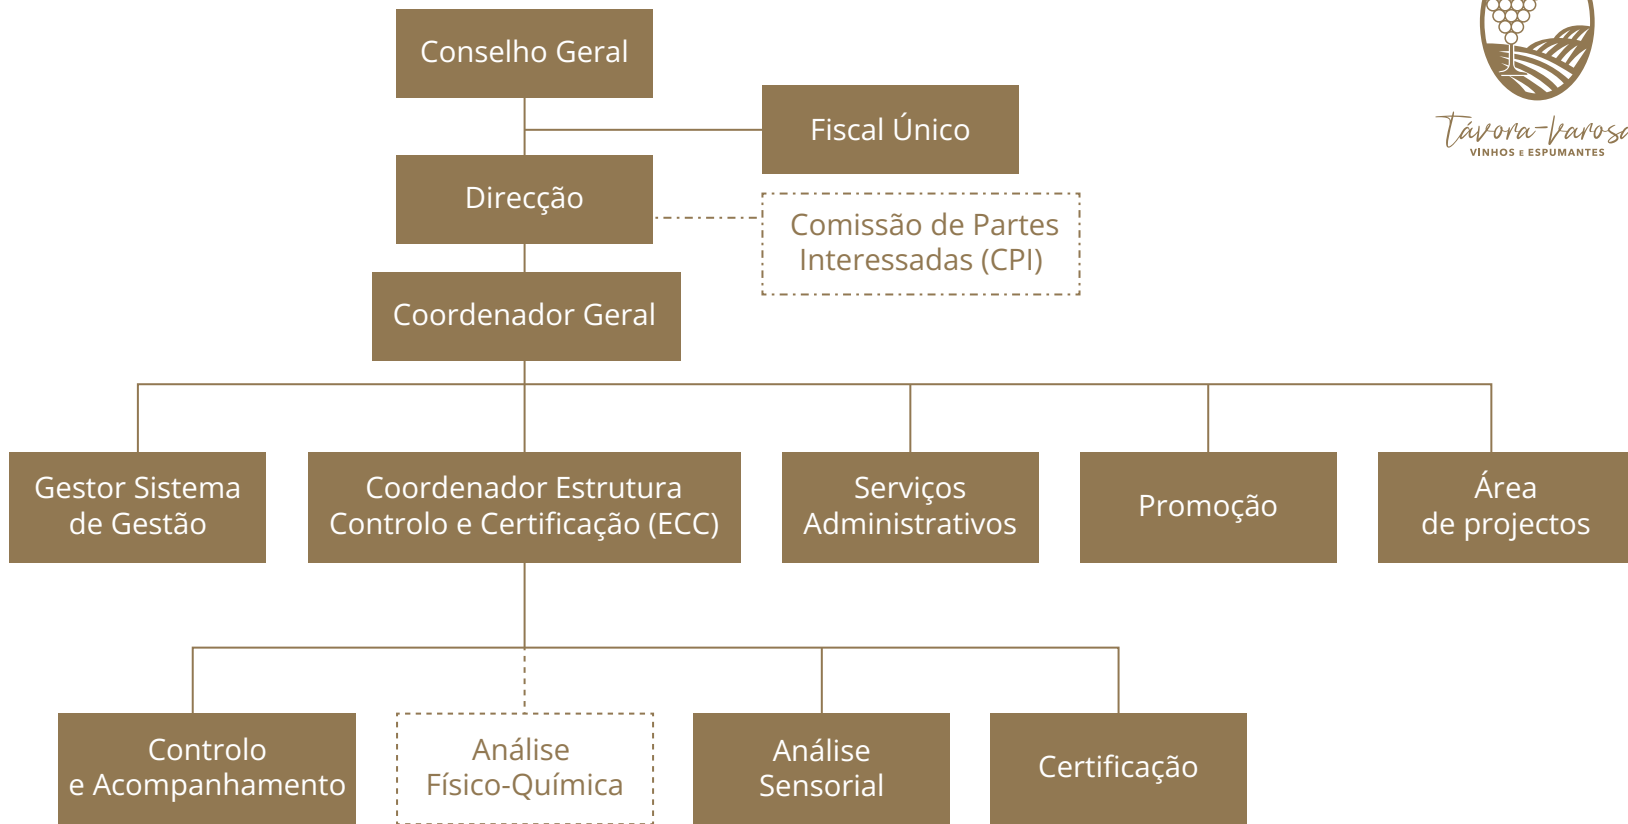 Conselho Geral
Fiscal Único
Távora-Varosa
VINHOS E ESPUMANTES
Direcção
Comissão de Partes
Interessadas (CPI)
Coordenador Geral
Gestor Sistema
de Gestão
Coordenador Estrutura
Controlo e Certificação (ECC)
Serviços
Administrativos
Promoção
Área
de projectos
Controlo
e Acompanhamento
Análise
Físico-Química
Análise
Sensorial
Certificação